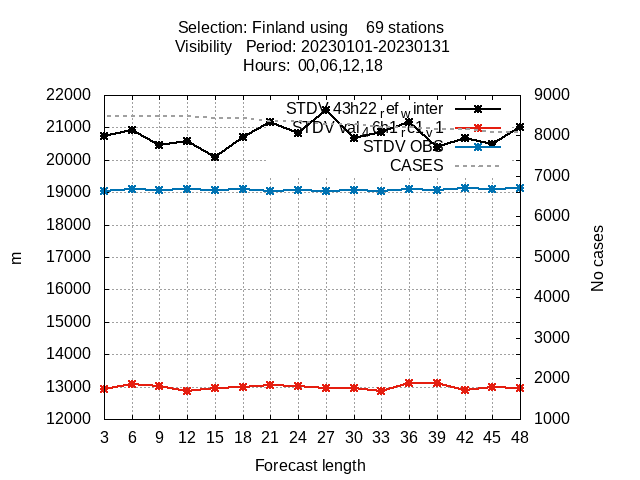 Selection: Finland using 69 stations
Visibility Period: 20230101-20230131
Hours: 00,06,12,18
22000
21000
20000
19000
18000
17000
16000
15000
14000
13000
12000
9000
8000
7000
6000
5000
4000
3000
2000
1000
STDV 43h22_ref_winter
STDV OBS
CASES
m
No cases
3 6 9 12 15 18 21 24 27 30 33 36 39 42 45 48
Forecast length